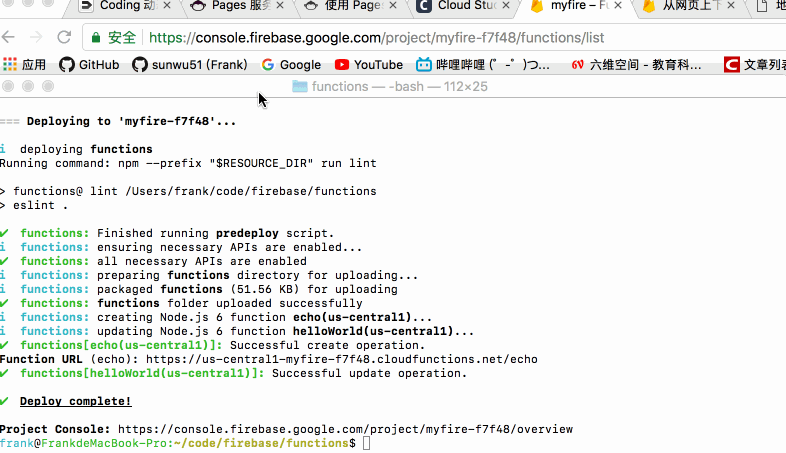 Coding 动
Pages 服务
使用 Page
Cloud Stu
myfire – Fu
从网页上下
安全 https://console.firebase.google.com/project/myfire-f7f48/functions/list
应用 GitHub sunwu51 (Frank) Google YouTube 哔哩哔哩 (゜-゜)つ... 六维空间 - 教育科... 文章列表
functions — -bash — 112×25
=== Deploying to 'myfire-f7f48'...
i deploying functions
Running command: npm --prefix "$RESOURCE_DIR" run lint
> functions@ lint /Users/frank/code/firebase/functions
> eslint .
✔ functions: Finished running predeploy script.
i functions: ensuring necessary APIs are enabled...
✔ functions: all necessary APIs are enabled
i functions: preparing functions directory for uploading...
i functions: packaged functions (51.56 KB) for uploading
✔ functions: functions folder uploaded successfully
i functions: creating Node.js 6 function echo(us-central1)...
i functions: updating Node.js 6 function helloWorld(us-central1)...
✔ functions[echo(us-central1)]: Successful create operation.
Function URL (echo): https://us-central1-myfire-f7f48.cloudfunctions.net/echo
✔ functions[helloWorld(us-central1)]: Successful update operation.
✔ Deploy complete!
Project Console: https://console.firebase.google.com/project/myfire-f7f48/overview
frank@FrankdeMacBook-Pro:~/code/firebase/functions$